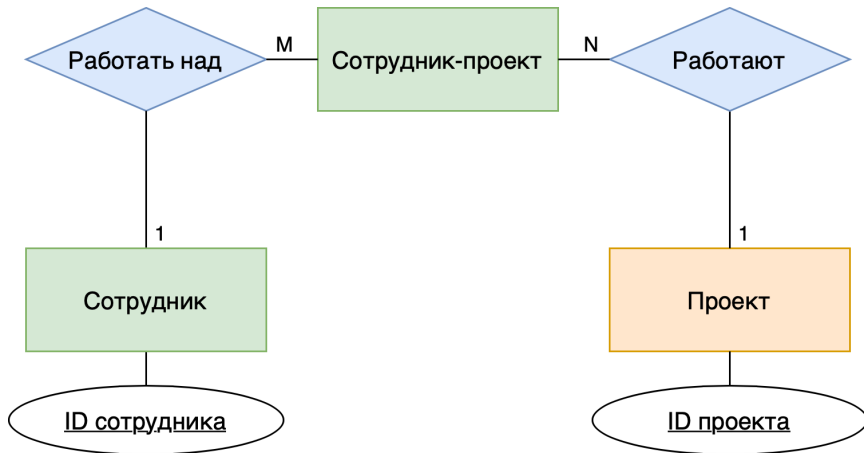 Работать над
M
Сотрудник-проект
N
Работают
1
1
Сотрудник
Проект
ID сотрудника
ID проекта